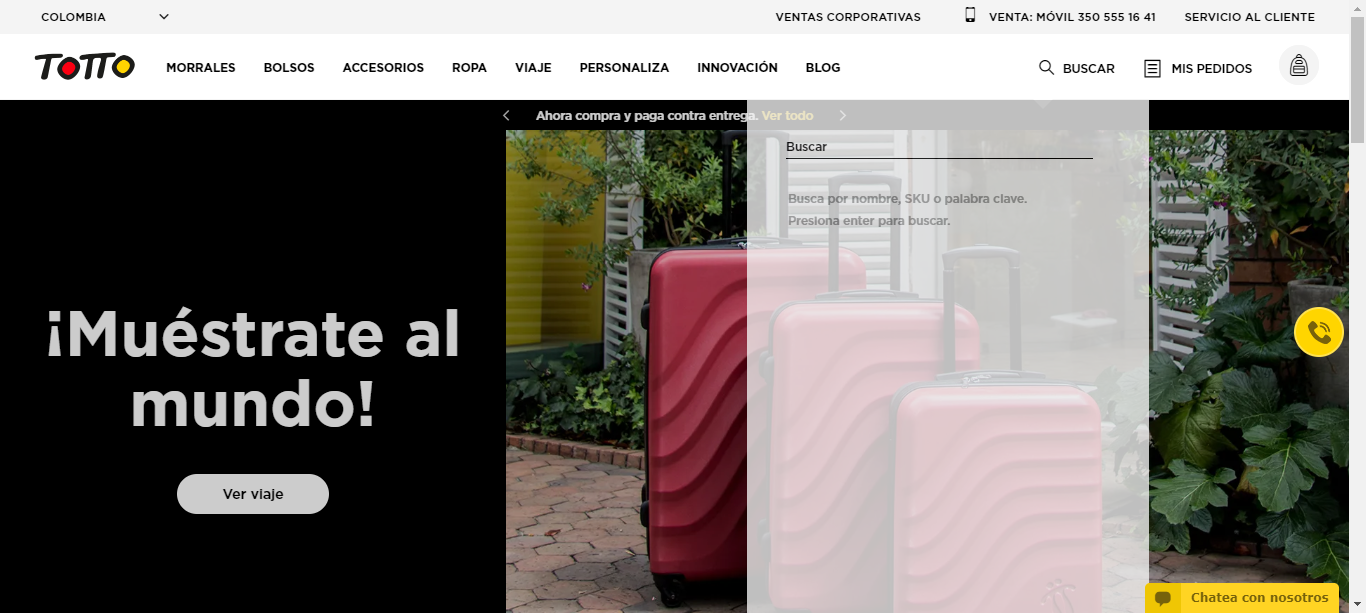 COLOMBIA
VENTAS CORPORATIVAS
VENTA: MÓVIL 350 555 16 41
SERVICIO AL CLIENTE
TOTTO
MORRALES
BOLSOS
ACCESORIOS
ROPA
VIAJE
PERSONALIZA
INNOVACIÓN
BLOG
BUSCAR
MIS PEDIDOS
Ahora compra y paga contra entrega. Ver todo
Buscar
Busca por nombre, SKU o palabra clave.
Presiona enter para buscar.
¡Muéstrate al
mundo!
Ver viaje
Chatea con nosotros